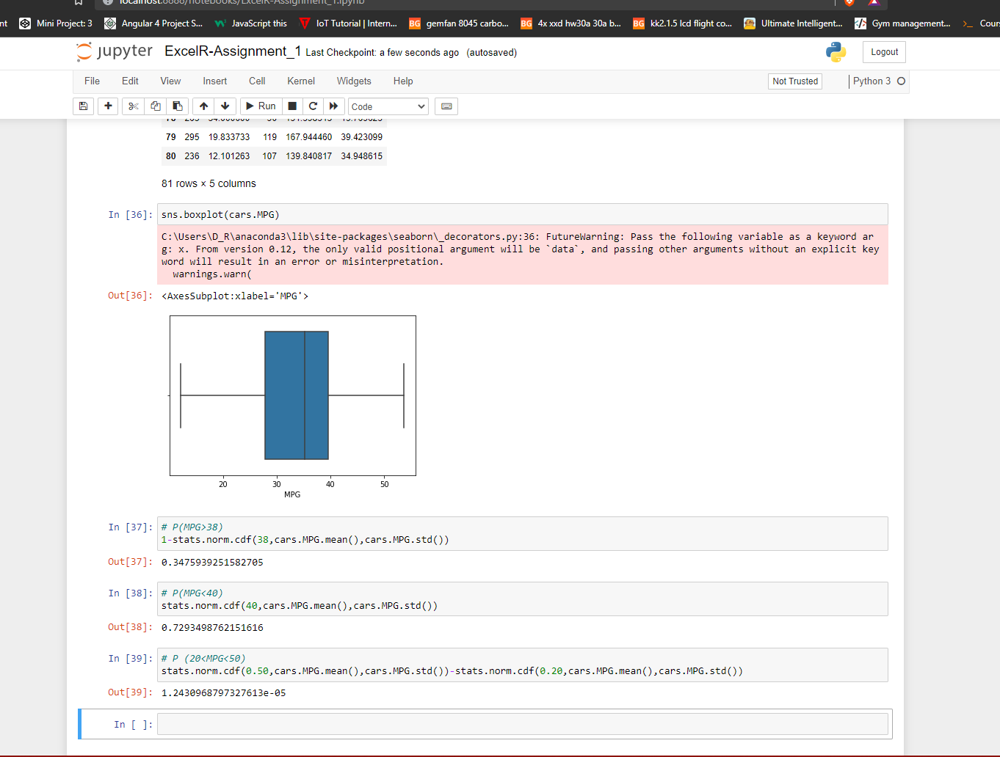 localhost:8888/notebooks/ExcelR-Assignment_1.ipynb
nt Mini Project: 3 Angular 4 Project S... JavaScript this IoT Tutorial | Intern... BG gemfan 8045 carbo... BG 4x xxd hw30a 30a b... BG kk2.1.5 lcd flight co... Ultimate Intelligent... Gym management... Cour
jupyter ExcelR-Assignment_1 Last Checkpoint: a few seconds ago (autosaved) Logout
File Edit View Insert Cell Kernel Widgets Help Not Trusted Python 3
Run Code
79 295 19.833733 119 167.944460 39.423099
80 236 12.101263 107 139.840817 34.948615
81 rows × 5 columns
In [36]: sns.boxplot(cars.MPG)
C:\Users\D_R\anaconda3\lib\site-packages\seaborn\_decorators.py:36: FutureWarning: Pass the following variable as a keyword ar
g: x. From version 0.12, the only valid positional argument will be `data`, and passing other arguments without an explicit key
word will result in an error or misinterpretation.
warnings.warn(
Out[36]: <AxesSubplot:xlabel='MPG'>
20 30 40 50
MPG
In [37]: # P(MPG>38)
1-stats.norm.cdf(38,cars.MPG.mean(),cars.MPG.std())
Out[37]: 0.3475939251582705
In [38]: # P(MPG<40)
stats.norm.cdf(40,cars.MPG.mean(),cars.MPG.std())
Out[38]: 0.7293498762151616
In [39]: # P (20<MPG<50)
stats.norm.cdf(0.50,cars.MPG.mean(),cars.MPG.std())-stats.norm.cdf(0.20,cars.MPG.mean(),cars.MPG.std())
Out[39]: 1.2430968797327613e-05
In [ ]: